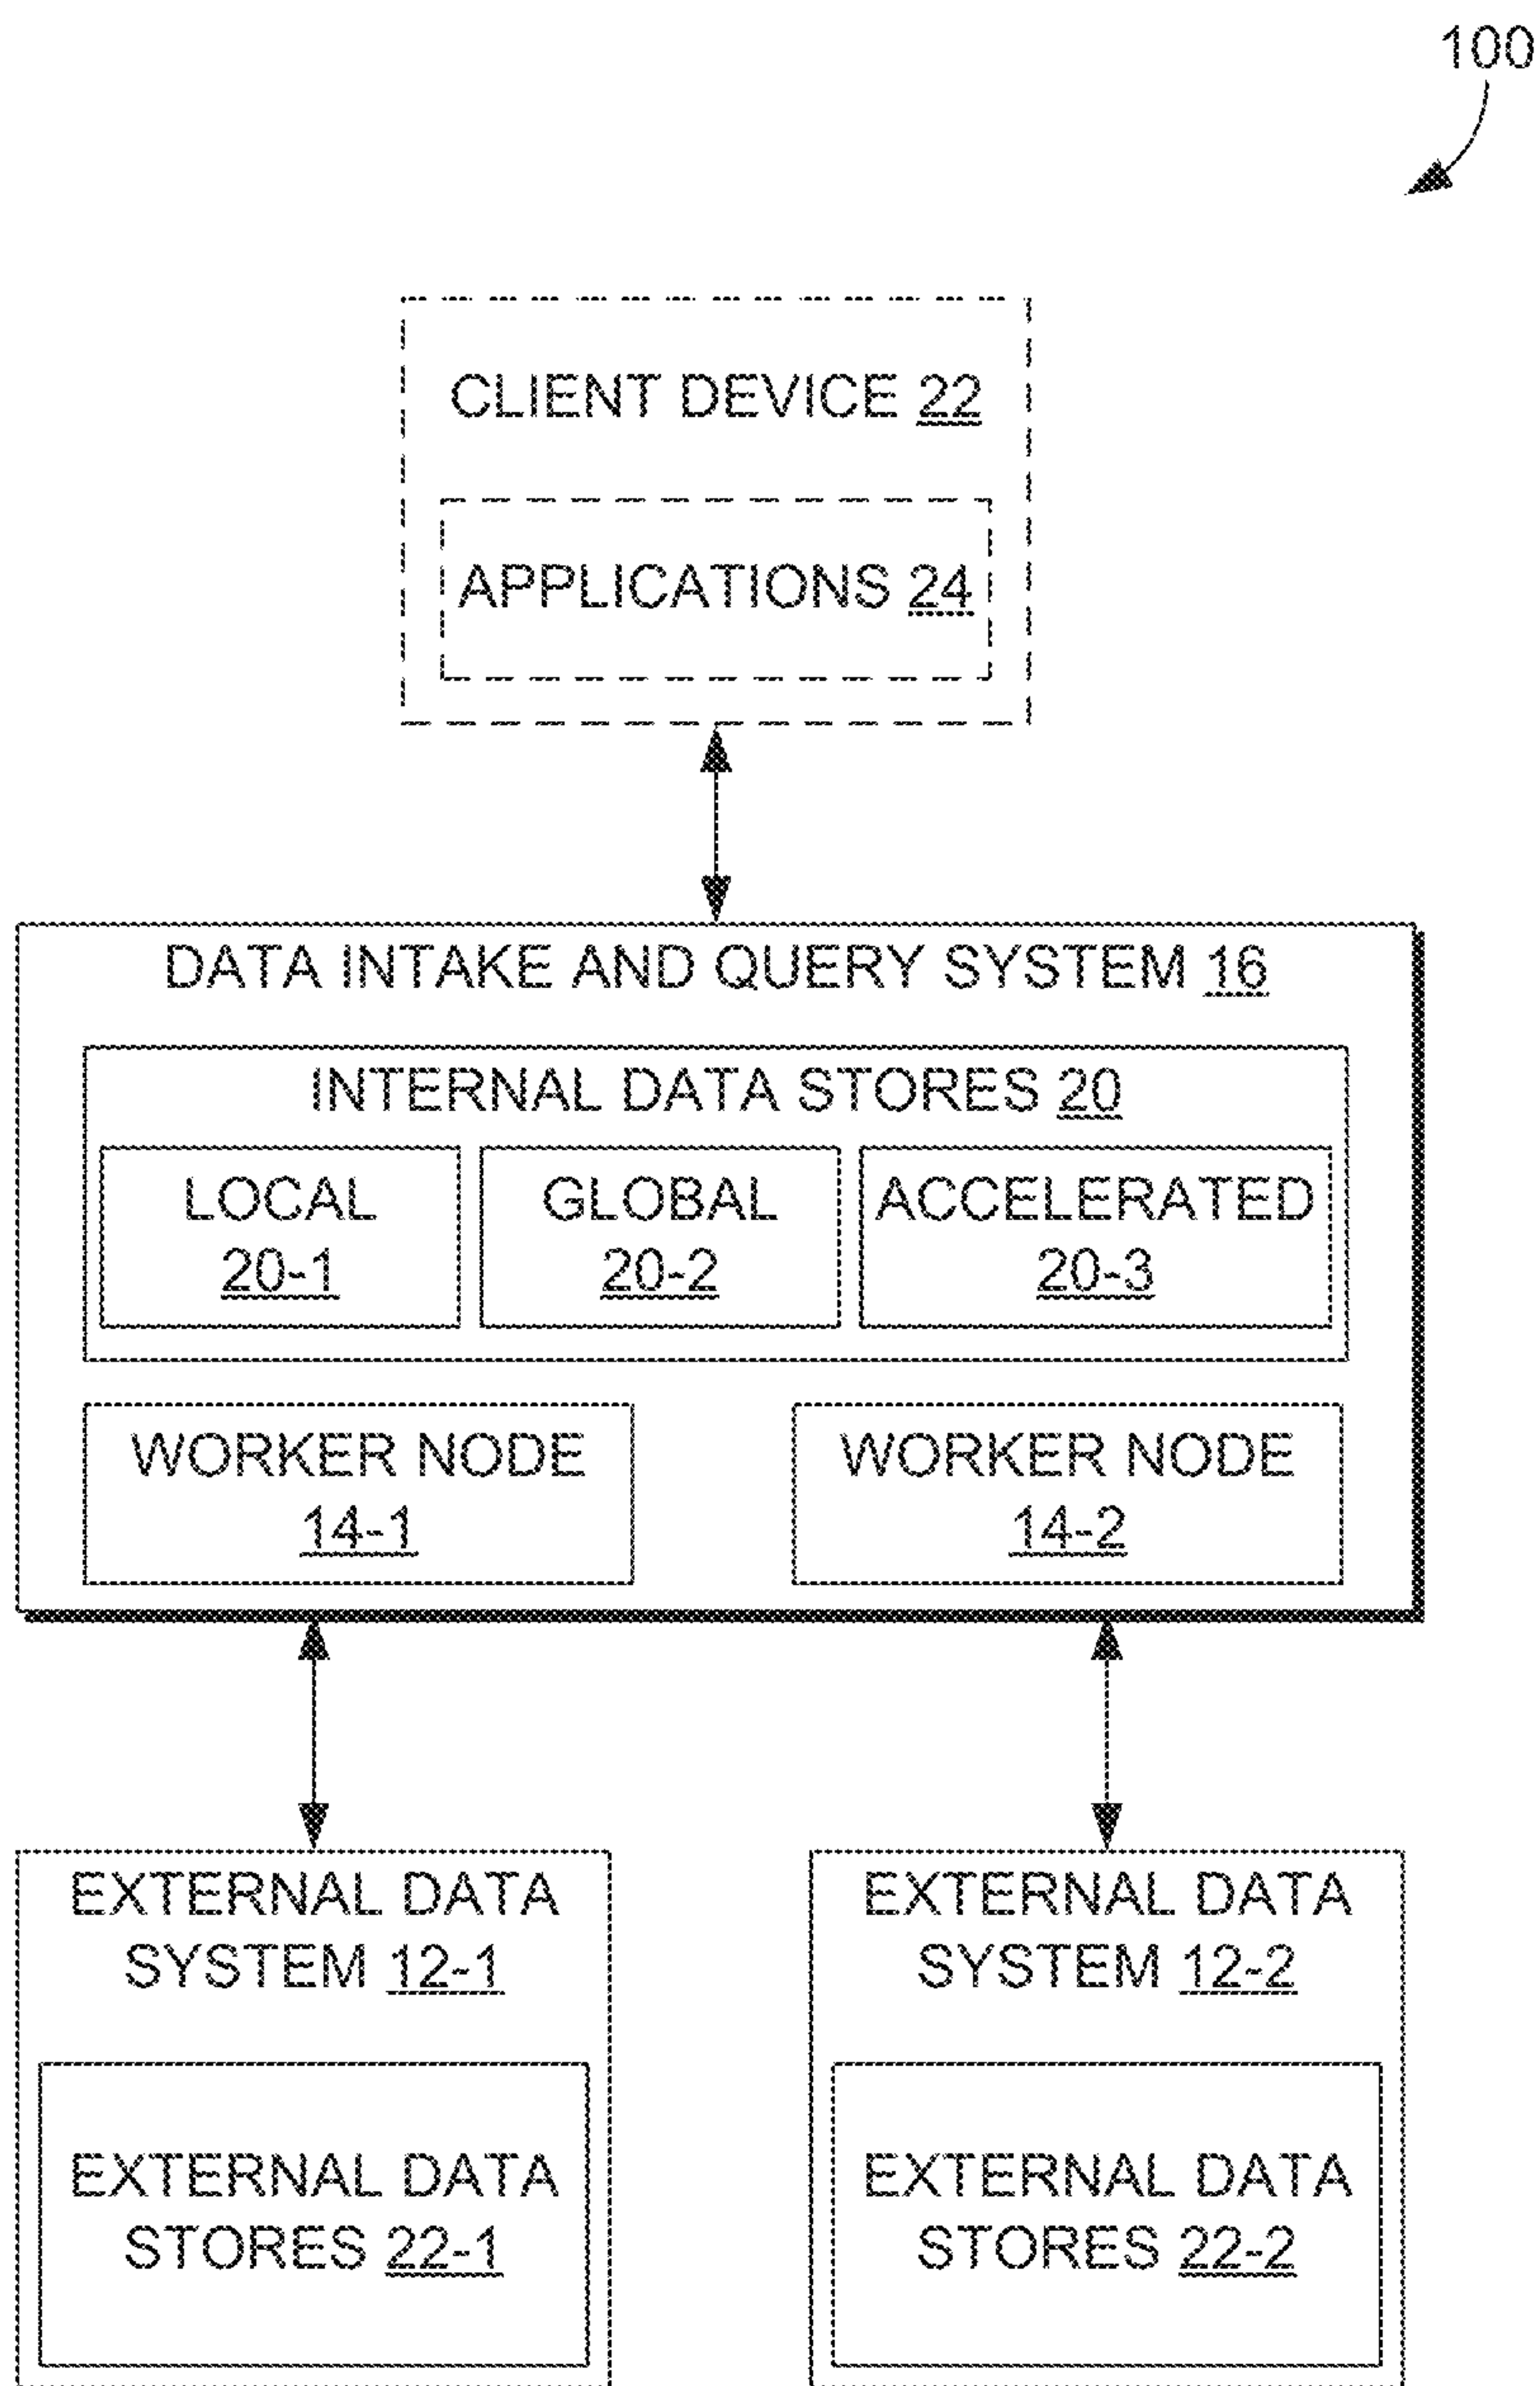 100
CLIENT DEVICE 22
APPLICATIONS 24
DATA INTAKE AND QUERY SYSTEM 16
INTERNAL DATA STORES 20
LOCAL
20-1
GLOBAL
20-2
ACCELERATED
20-3
WORKER NODE
14-1
WORKER NODE
14-2
EXTERNAL DATA
SYSTEM 12-1
EXTERNAL DATA
STORES 22-1
EXTERNAL DATA
SYSTEM 12-2
EXTERNAL DATA
STORES 22-2